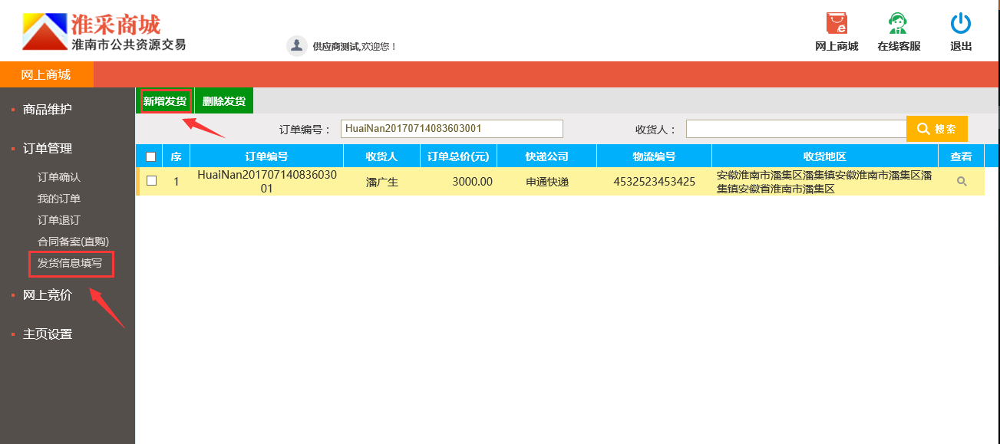 淮采商城
淮南市公共资源交易
供应商测试,欢迎您！
网上商城
在线客服
退出
网上商城
商品维护
订单管理
订单确认
我的订单
订单退订
合同备案(直购)
发货信息填写
网上竞价
主页设置
新增发货
删除发货
订单编号：
HuaiNan20170714083603001
收货人：
搜索
序
订单编号
收货人
订单总价(元)
快递公司
物流编号
收货地区
查看
1
HuaiNan201707140836030
01
潘广生
3000.00
申通快递
4532523453425
安徽淮南市潘集区潘集镇安徽淮南市潘集区潘
集镇安徽省淮南市潘集区